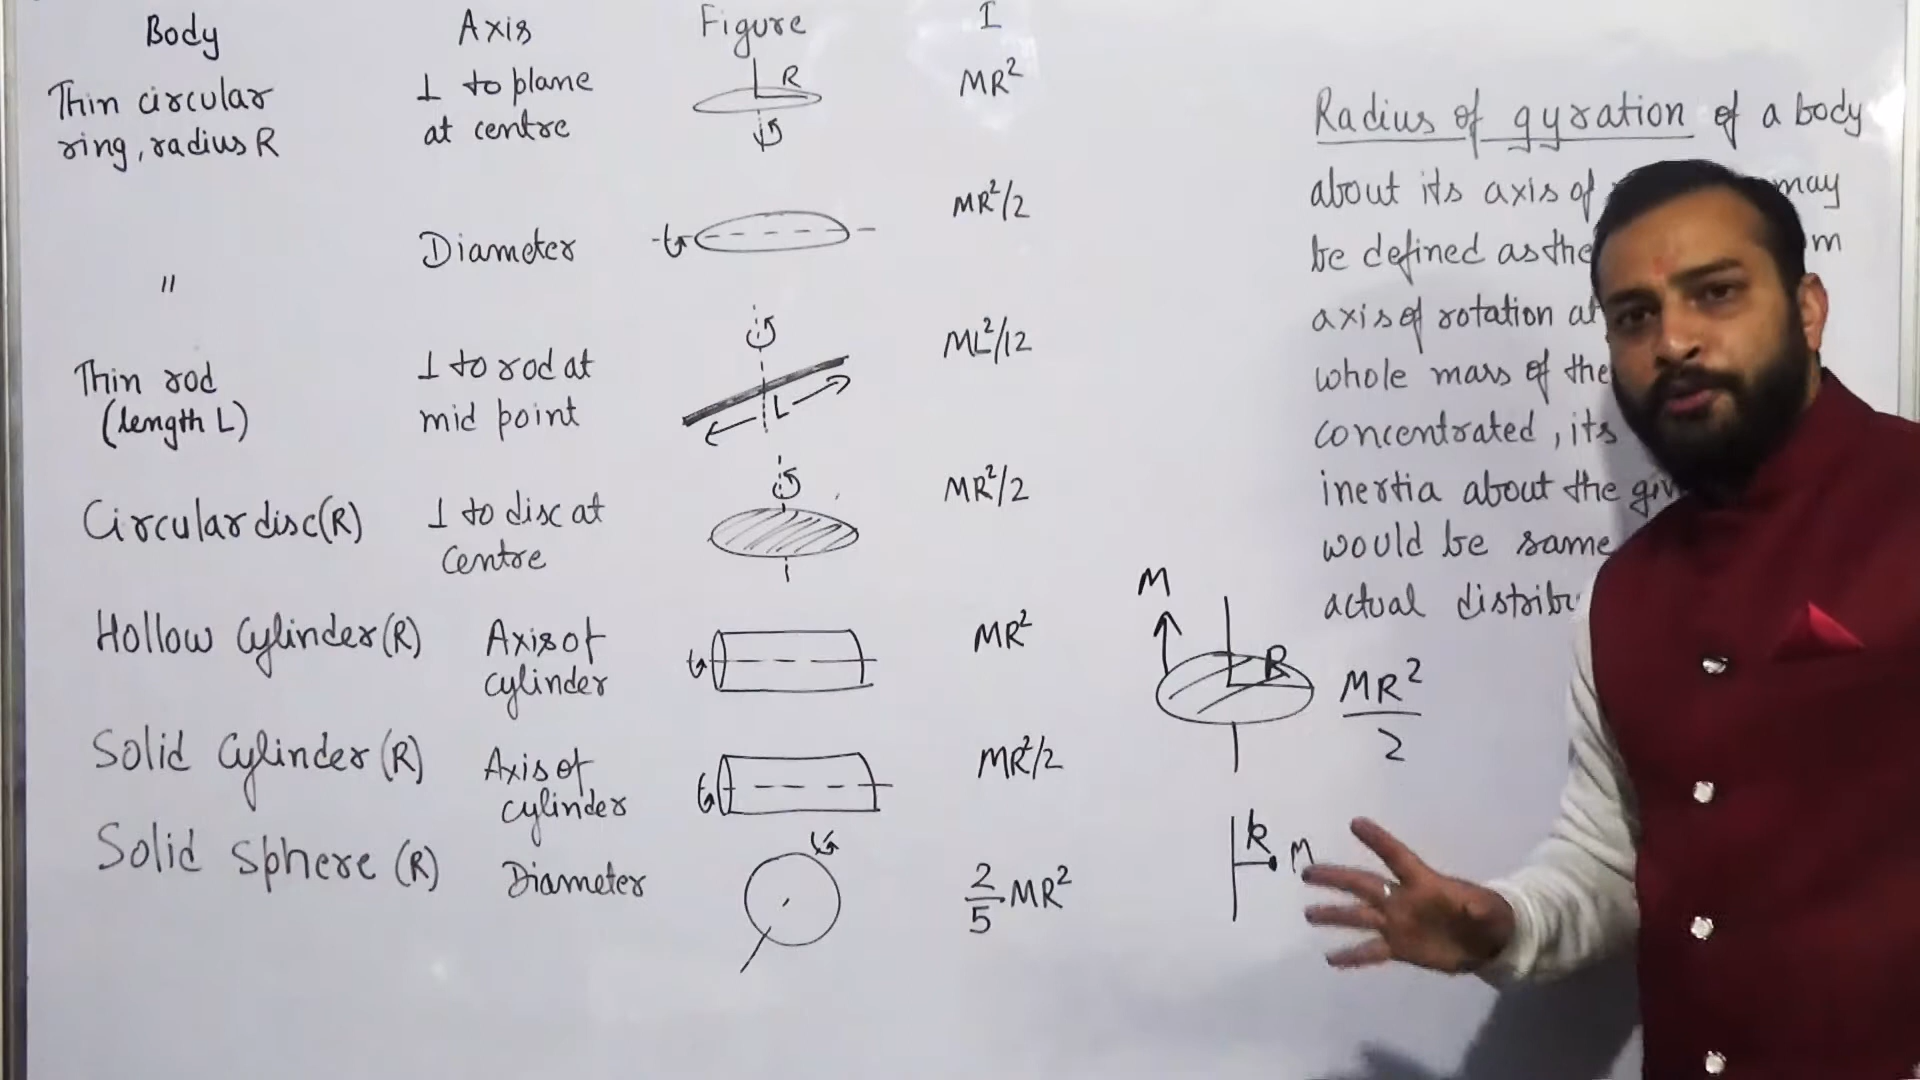 Body Axis Figure I
Thin circular ⊥ to plane R MR²
ring, radius R at centre
" Diameter MR²/2
Thin rod ⊥ to rod at L ML²/12
(length L) mid point
Circular disc (R) ⊥ to disc at MR²/2
Centre
Hollow Cylinder (R) Axis of MR²
cylinder
Solid Cylinder (R) Axis of MR²/2
cylinder
Solid Sphere (R) Diameter 2/5 MR²
Radius of gyration of a body
about its axis of may
be defined as the m
axis of rotation at
whole mass of the
concentrated, its
inertia about the
would be same
actual
M
R MR²/2
k M